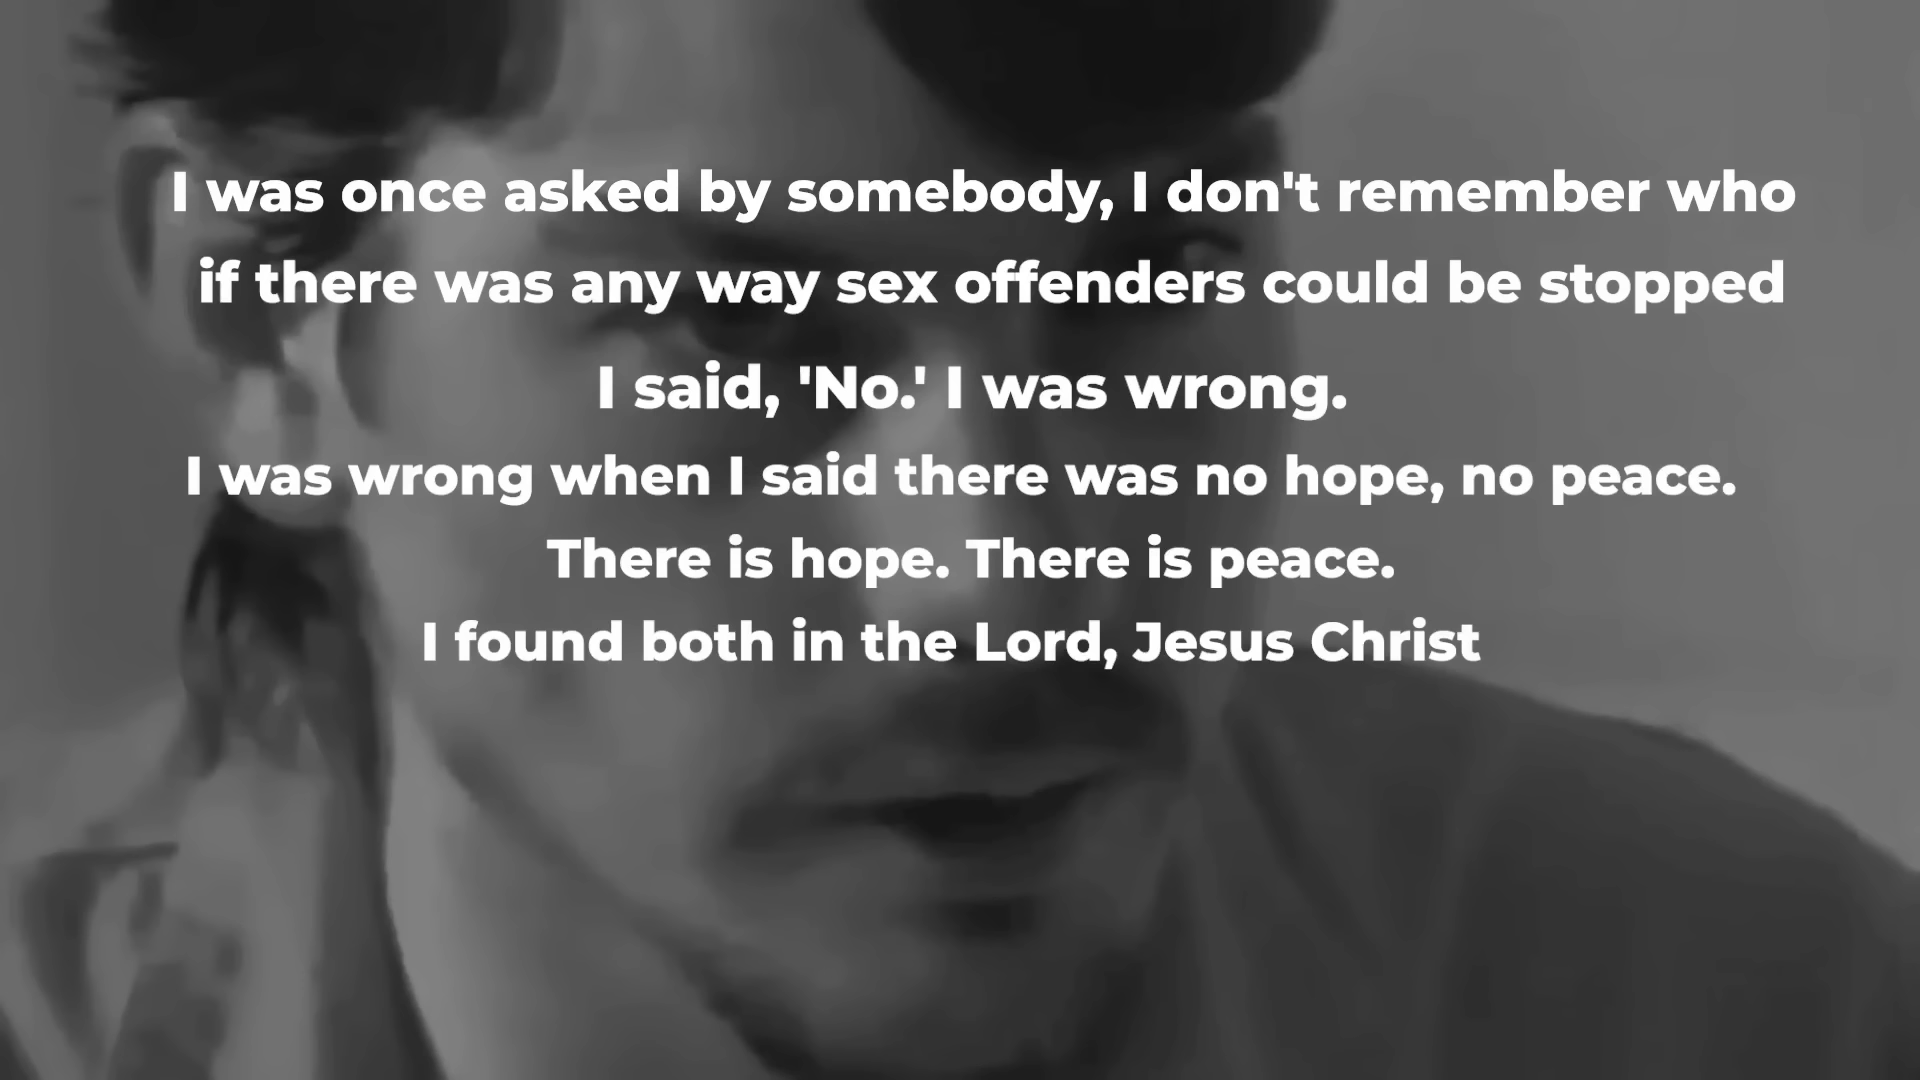 I was once asked by somebody, I don't remember who
if there was any way sex offenders could be stopped
I said, 'No.' I was wrong.
I was wrong when I said there was no hope, no peace.
There is hope. There is peace.
I found both in the Lord, Jesus Christ